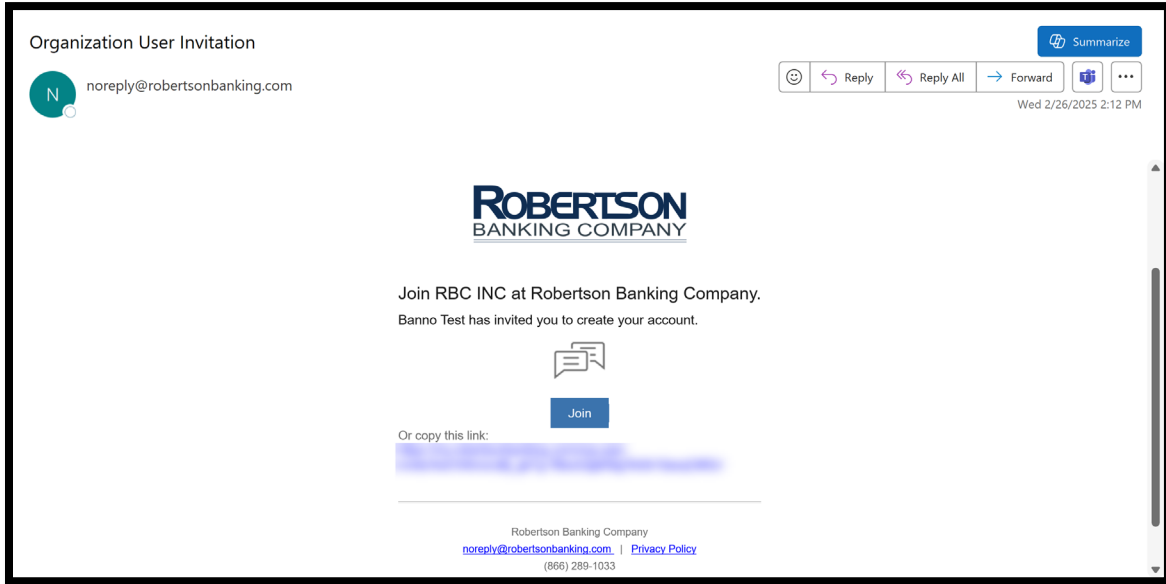 Organization User Invitation
Summarize
N
noreply@robertsonbanking.com
Reply
Reply All
Forward
Wed 2/26/2025 2:12 PM
ROBERTSON
BANKING COMPANY
Join RBC INC at Robertson Banking Company.
Banno Test has invited you to create your account.
Join
Or copy this link:
Robertson Banking Company
noreply@robertsonbanking.com | Privacy Policy
(866) 289-1033